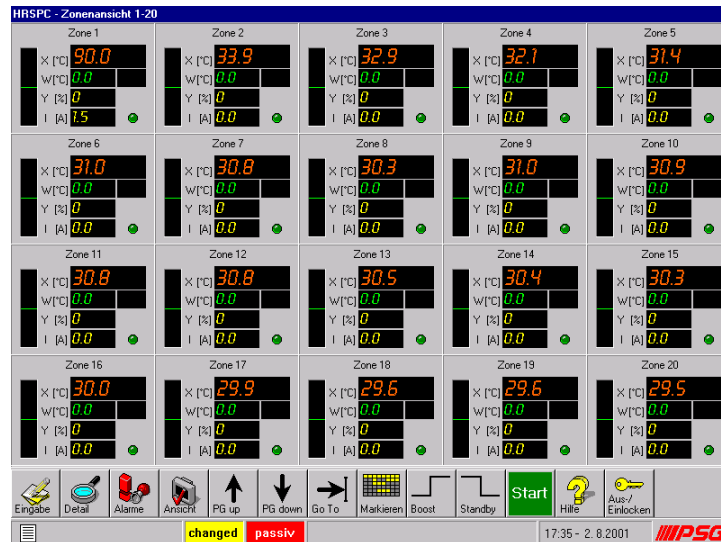 HRSPC - Zonenansicht 1-20
Zone 1 Zone 2 Zone 3 Zone 4 Zone 5
X [°C] 90.0 X [°C] 33.9 X [°C] 32.9 X [°C] 32.1 X [°C] 31.4
W[°C] 0.0 W[°C] 0.0 W[°C] 0.0 W[°C] 0.0 W[°C] 0.0
Y [%] 0 Y [%] 0 Y [%] 0 Y [%] 0 Y [%] 0
I [A] 1.5 I [A] 0.0 I [A] 0.0 I [A] 0.0 I [A] 0.0
Zone 6 Zone 7 Zone 8 Zone 9 Zone 10
X [°C] 31.0 X [°C] 30.8 X [°C] 30.3 X [°C] 31.0 X [°C] 30.9
W[°C] 0.0 W[°C] 0.0 W[°C] 0.0 W[°C] 0.0 W[°C] 0.0
Y [%] 0 Y [%] 0 Y [%] 0 Y [%] 0 Y [%] 0
I [A] 0.0 I [A] 0.0 I [A] 0.0 I [A] 0.0 I [A] 0.0
Zone 11 Zone 12 Zone 13 Zone 14 Zone 15
X [°C] 30.8 X [°C] 30.8 X [°C] 30.5 X [°C] 30.4 X [°C] 30.3
W[°C] 0.0 W[°C] 0.0 W[°C] 0.0 W[°C] 0.0 W[°C] 0.0
Y [%] 0 Y [%] 0 Y [%] 0 Y [%] 0 Y [%] 0
I [A] 0.0 I [A] 0.0 I [A] 0.0 I [A] 0.0 I [A] 0.0
Zone 16 Zone 17 Zone 18 Zone 19 Zone 20
X [°C] 30.0 X [°C] 29.9 X [°C] 29.6 X [°C] 29.6 X [°C] 29.5
W[°C] 0.0 W[°C] 0.0 W[°C] 0.0 W[°C] 0.0 W[°C] 0.0
Y [%] 0 Y [%] 0 Y [%] 0 Y [%] 0 Y [%] 0
I [A] 0.0 I [A] 0.0 I [A] 0.0 I [A] 0.0 I [A] 0.0
Eingabe Detail Alarme Ansicht PG up PG down Go To Markieren Boost Standby Start Hilfe Aus-/
Einlocken
changed passiv 17:35 - 2. 8.2001 PSG